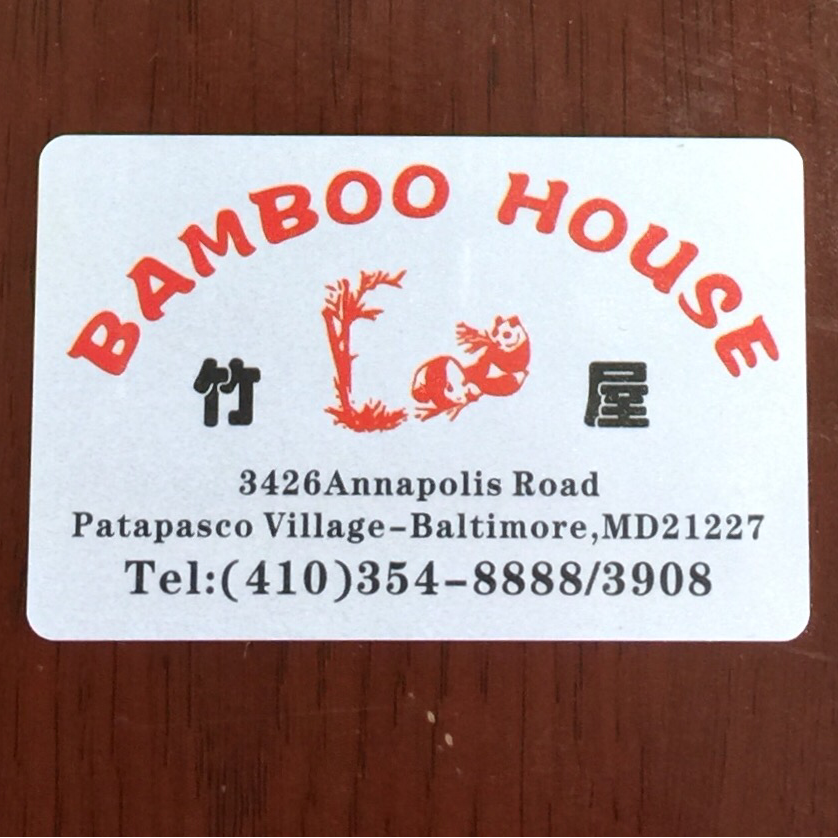 BAMBOO HOUSE
竹 屋
3426Annapolis Road
Patapasco Village-Baltimore,MD21227
Tel:(410)354-8888/3908